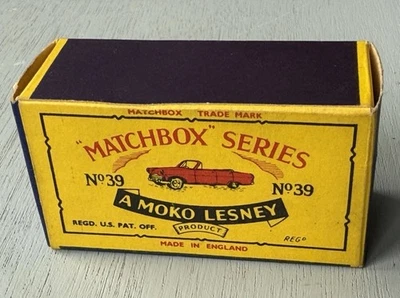 MATCHBOX TRADE MARK
"MATCHBOX" SERIES
Nº39 Nº39
A MOKO LESNEY
PRODUCT
REGD. U.S. PAT. OFF. REGD
MADE IN ENGLAND